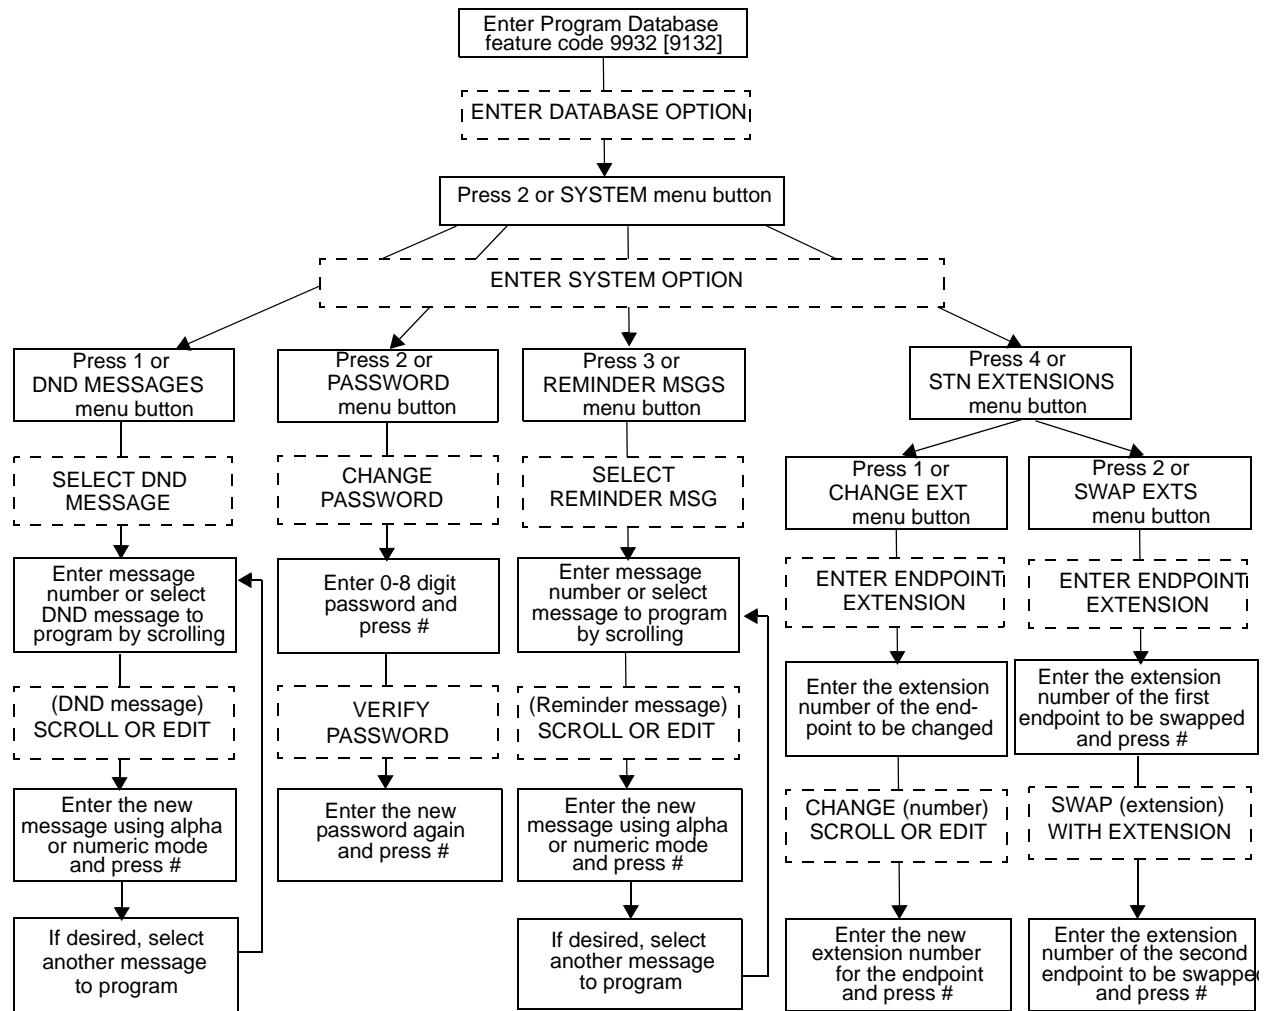 Enter Program Database
feature code 9932 [9132]
ENTER DATABASE OPTION
Press 2 or SYSTEM menu button
ENTER SYSTEM OPTION
Press 1 or
DND MESSAGES
menu button
SELECT DND
MESSAGE
Enter message
number or select
DND message to
program by scrolling
(DND message)
SCROLL OR EDIT
Enter the new
message using alpha
or numeric mode
and press #
If desired, select
another message
to program
Press 2 or
PASSWORD
menu button
CHANGE
PASSWORD
Enter 0-8 digit
password and
press #
VERIFY
PASSWORD
Enter the new
password again
and press #
Press 3 or
REMINDER MSGS
menu button
SELECT
REMINDER MSG
Enter message
number or select
message to program
by scrolling
(Reminder message)
SCROLL OR EDIT
Enter the new
message using alpha
or numeric mode
and press #
If desired, select
another message
to program
Press 4 or
STN EXTENSIONS
menu button
Press 1 or
CHANGE EXT
menu button
ENTER ENDPOINT
EXTENSION
Enter the extension
number of the end-
point to be changed
CHANGE (number)
SCROLL OR EDIT
Enter the new
extension number
for the endpoint
and press #
Press 2 or
SWAP EXTS
menu button
ENTER ENDPOINT
EXTENSION
Enter the extension
number of the first
endpoint to be swapped
and press #
SWAP (extension)
WITH EXTENSION
Enter the extension
number of the second
endpoint to be swapped
and press #